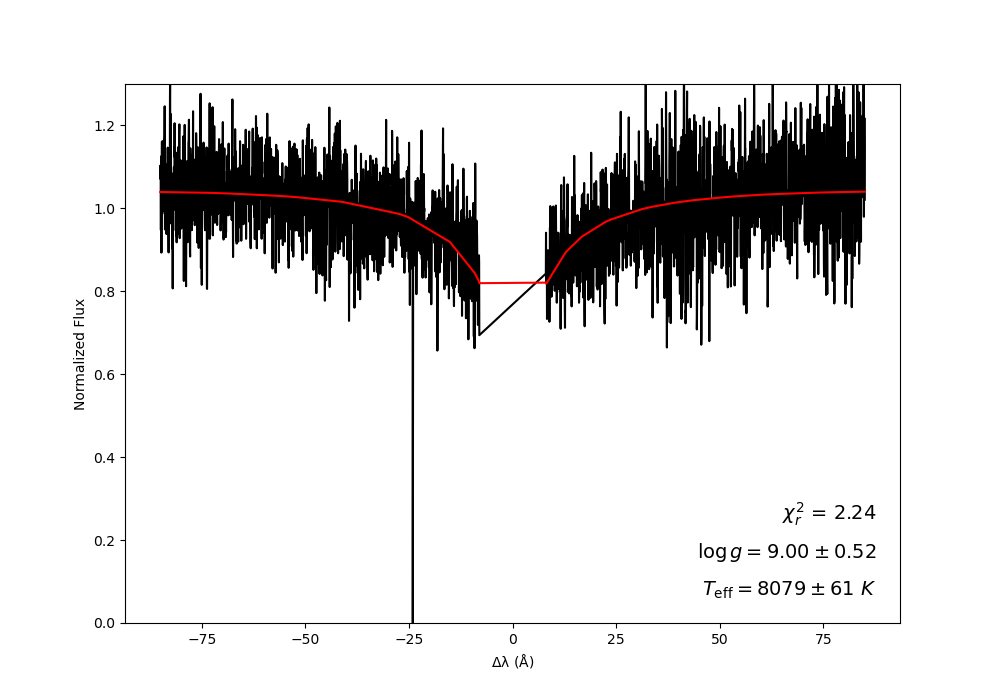 1.2
1.0
0.8
0.6
0.4
0.2
0.0
Normalized Flux
χ²ᵣ = 2.24
log g = 9.00 ± 0.52
T_eff = 8079 ± 61 K
−75 −50 −25 0 25 50 75
Δλ (Å)